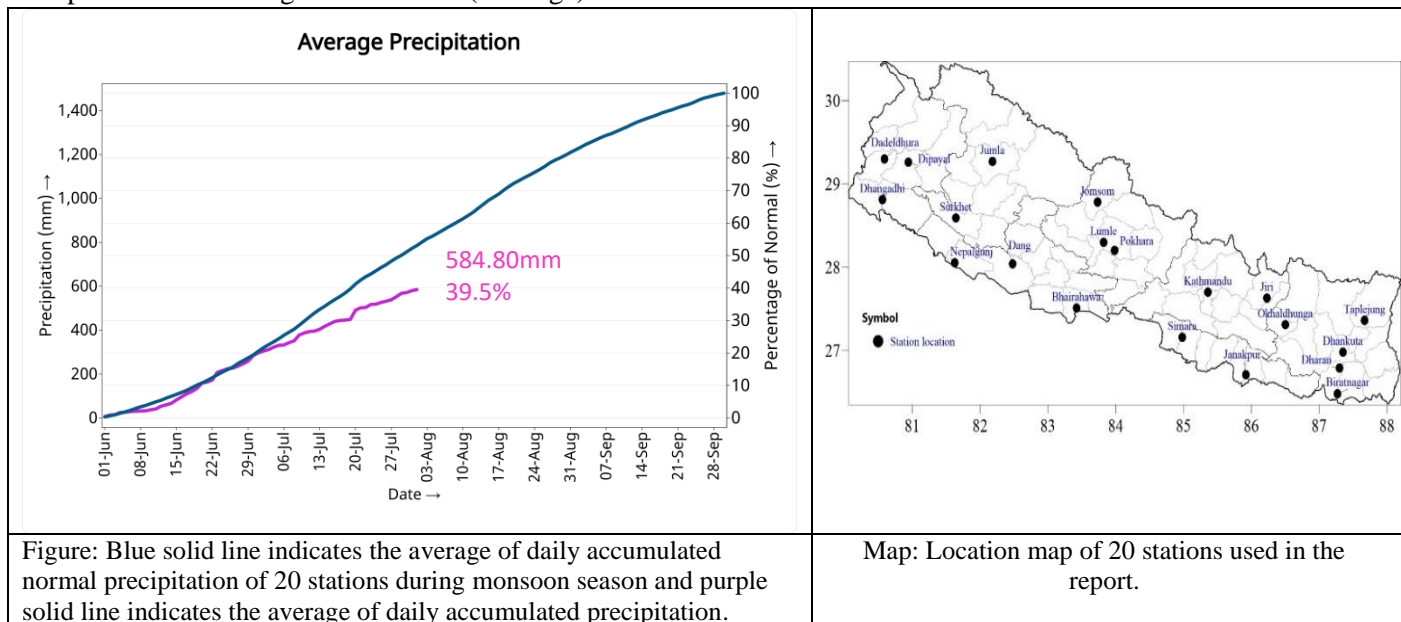 Average Precipitation
Precipitation (mm) →
1,400
1,200
1,000
800
600
400
200
0
100
90
80
70
60
50
40
30
20
10
0
Percentage of Normal (%) →
584.80mm
39.5%
01-Jun
08-Jun
15-Jun
22-Jun
29-Jun
06-Jul
13-Jul
20-Jul
27-Jul
03-Aug
10-Aug
17-Aug
24-Aug
31-Aug
07-Sep
14-Sep
21-Sep
28-Sep
Date →
30
29
28
27
Dadeldhura
Dipayal
Jumla
Dhangadhi
Surkhet
Jomsom
Lumle
Pokhara
Nepalgunj
Dang
Bhairahawa
Kathmandu
Jiri
Okhaldhunga
Taplejung
Simara
Dhankuta
Dharan
Janakpur
Biratnagar
Symbol
Station location
81 82 83 84 85 86 87 88
Figure: Blue solid line indicates the average of daily accumulated
normal precipitation of 20 stations during monsoon season and purple
solid line indicates the average of daily accumulated precipitation.
Map: Location map of 20 stations used in the
report.